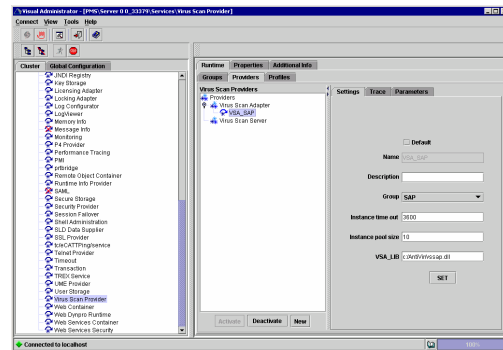 Visual Administrator - [PMS\Server 0 0_33379\Services\Virus Scan Provider]
Connect View Tools Help
Cluster Global Configuration
JNDI Registry
Key Storage
Licensing Adapter
Locking Adapter
Log Configurator
LogViewer
Memory Info
Message Info
Monitoring
P4 Provider
Performance Tracing
PMI
prtbridge
Remote Object Container
Runtime Info Provider
SAML
Secure Storage
Security Provider
Session Failover
Shell Administration
SLD Data Supplier
SSL Provider
tc/eCATTPing/service
Telnet Provider
Timeout
Transaction
TREX Service
UME Provider
User Storage
Virus Scan Provider
Web Container
Web Dynpro Runtime
Web Services Container
Web Services Security
Runtime Properties Additional Info
Groups Providers Profiles
Virus Scan Providers
Providers
Virus Scan Adapter
VSA_SAP
Virus Scan Server
Activate Deactivate New
Settings Trace Parameters
Default
Name VSA_SAP
Description
Group SAP
Instance time out 3600
Instance pool size 10
VSA_LIB c:/AntiVir/vssap.dll
SET
Connected to localhost
100%